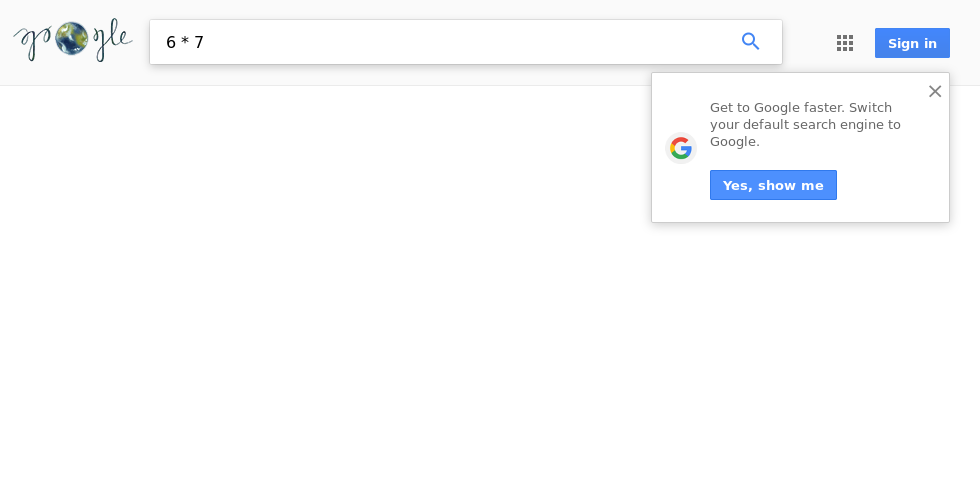 google
6 * 7
Sign in
Get to Google faster. Switch
your default search engine to
Google.
Yes, show me